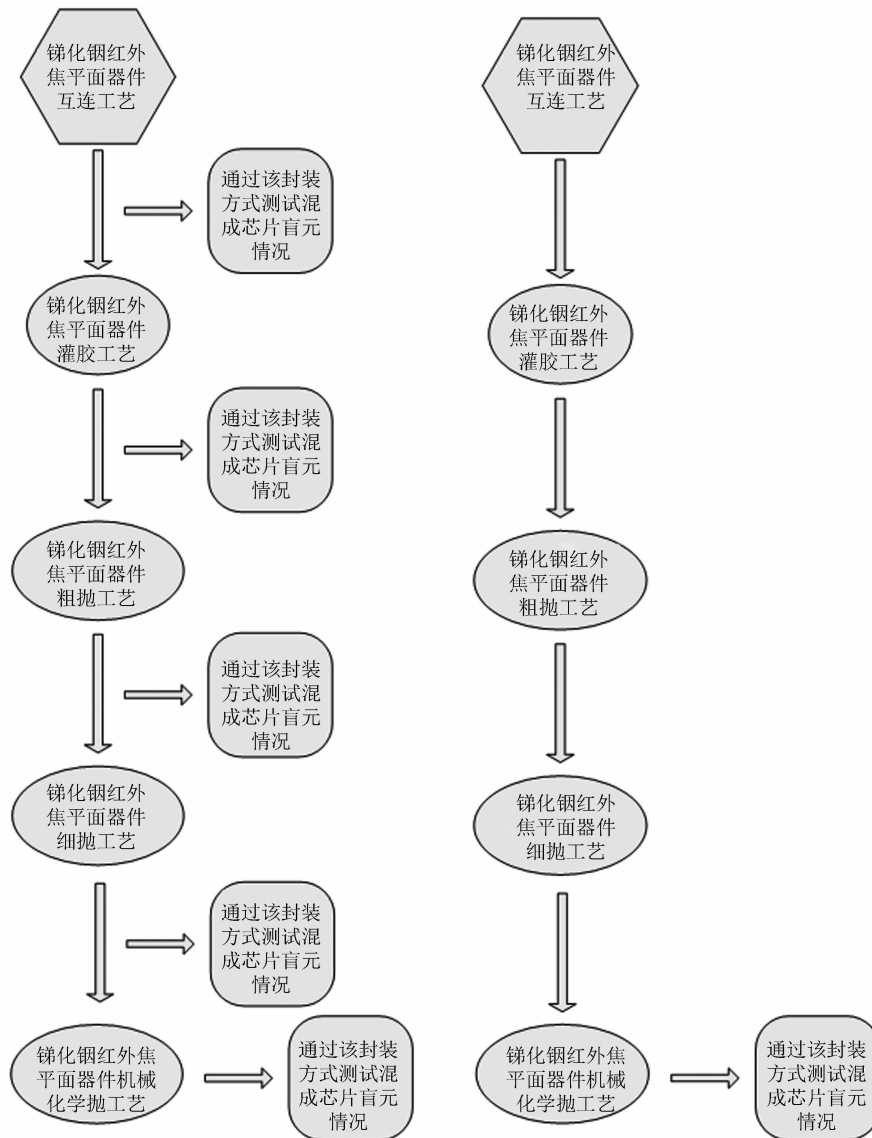 锑化铟红外
焦平面器件
互连工艺
通过该封装
方式测试混
成芯片盲元
情况
锑化铟红外
焦平面器件
灌胶工艺
通过该封装
方式测试混
成芯片盲元
情况
锑化铟红外
焦平面器件
粗抛工艺
通过该封装
方式测试混
成芯片盲元
情况
锑化铟红外
焦平面器件
细抛工艺
通过该封装
方式测试混
成芯片盲元
情况
锑化铟红外焦
平面器件机械
化学抛工艺
通过该封装
方式测试混
成芯片盲元
情况
锑化铟红外
焦平面器件
互连工艺
锑化铟红外
焦平面器件
灌胶工艺
锑化铟红外
焦平面器件
粗抛工艺
锑化铟红外
焦平面器件
细抛工艺
锑化铟红外焦
平面器件机械
化学抛工艺
通过该封装
方式测试混
成芯片盲元
情况